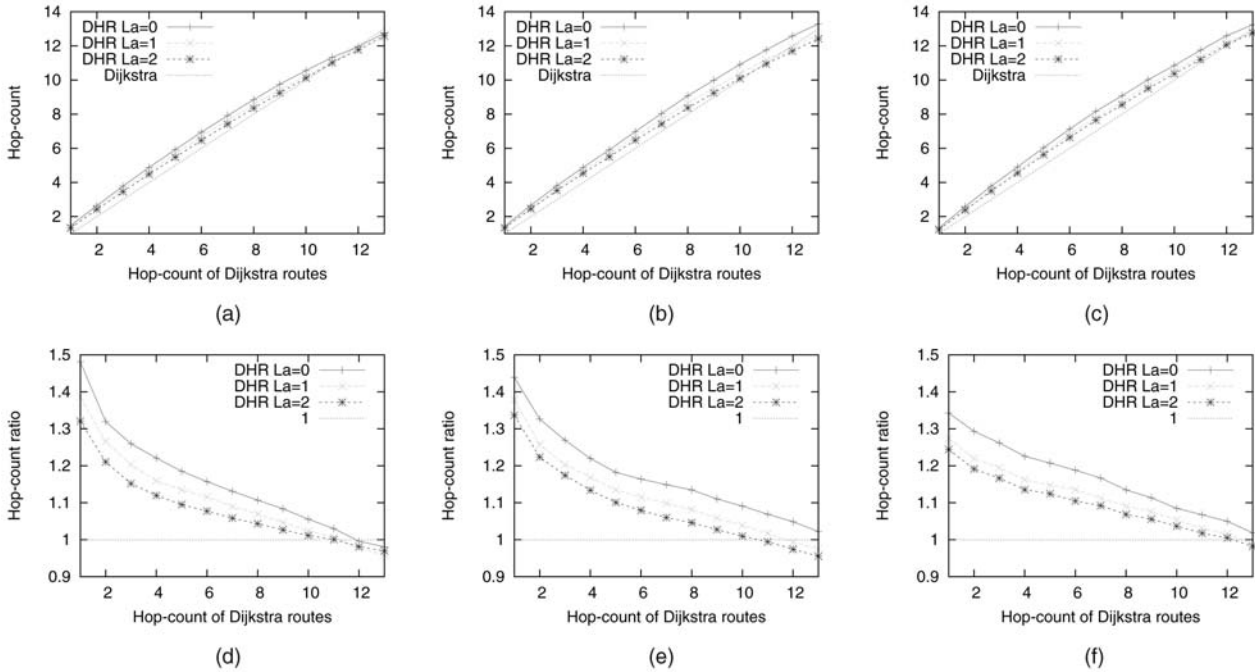 14
12
10
8
6
4
2
Hop-count
DHR La=0
DHR La=1
DHR La=2
Dijkstra
2 4 6 8 10 12
Hop-count of Dijkstra routes
(a)
14
12
10
8
6
4
2
Hop-count
DHR La=0
DHR La=1
DHR La=2
Dijkstra
2 4 6 8 10 12
Hop-count of Dijkstra routes
(b)
14
12
10
8
6
4
2
Hop-count
DHR La=0
DHR La=1
DHR La=2
Dijkstra
2 4 6 8 10 12
Hop-count of Dijkstra routes
(c)
1.5
1.4
1.3
1.2
1.1
1
0.9
Hop-count ratio
DHR La=0
DHR La=1
DHR La=2
1
2 4 6 8 10 12
Hop-count of Dijkstra routes
(d)
1.5
1.4
1.3
1.2
1.1
1
0.9
Hop-count ratio
DHR La=0
DHR La=1
DHR La=2
1
2 4 6 8 10 12
Hop-count of Dijkstra routes
(e)
1.5
1.4
1.3
1.2
1.1
1
0.9
Hop-count ratio
DHR La=0
DHR La=1
DHR La=2
1
2 4 6 8 10 12
Hop-count of Dijkstra routes
(f)